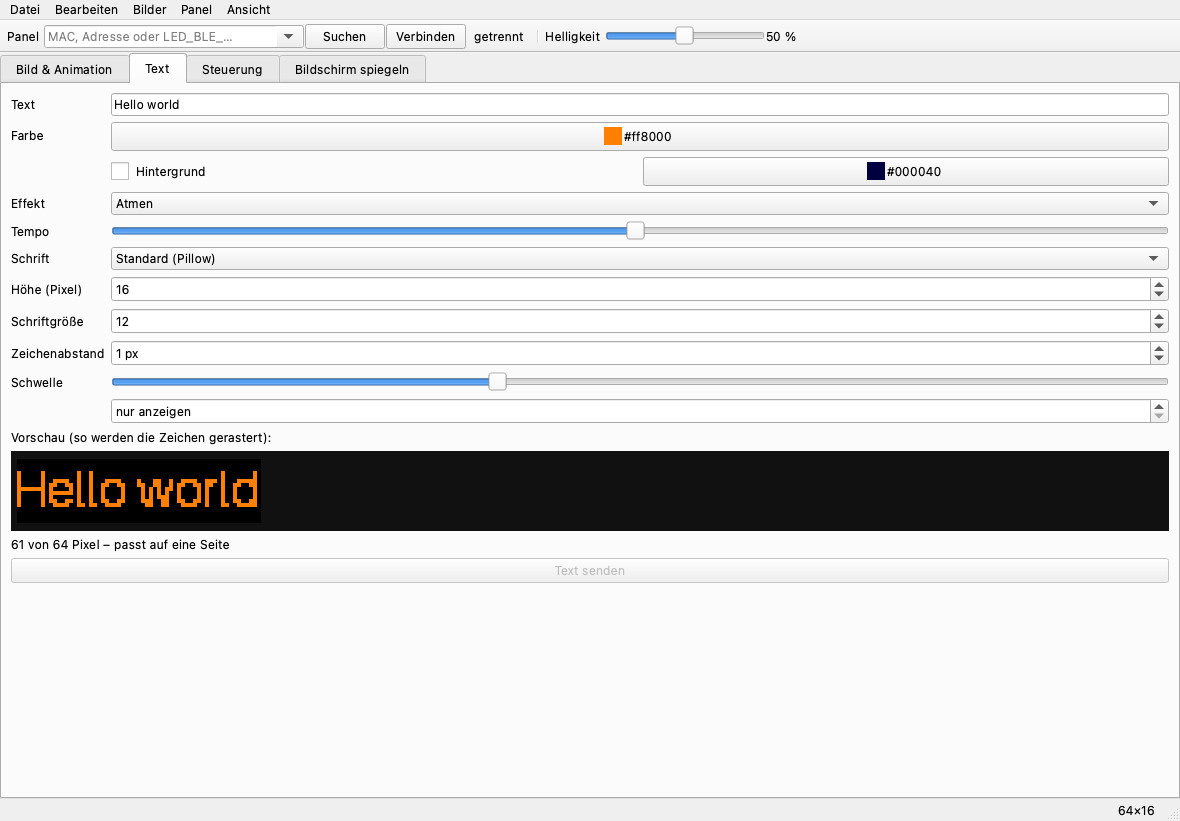 Datei Bearbeiten Bilder Panel Ansicht
Panel MAC, Adresse oder LED_BLE_... Suchen Verbinden getrennt Helligkeit 50 %
Bild & Animation Text Steuerung Bildschirm spiegeln
Text Hello world
Farbe #ff8000
Hintergrund #000040
Effekt Atmen
Tempo
Schrift Standard (Pillow)
Höhe (Pixel) 16
Schriftgröße 12
Zeichenabstand 1 px
Schwelle
nur anzeigen
Vorschau (so werden die Zeichen gerastert):
Hello world
61 von 64 Pixel – passt auf eine Seite
Text senden
64×16